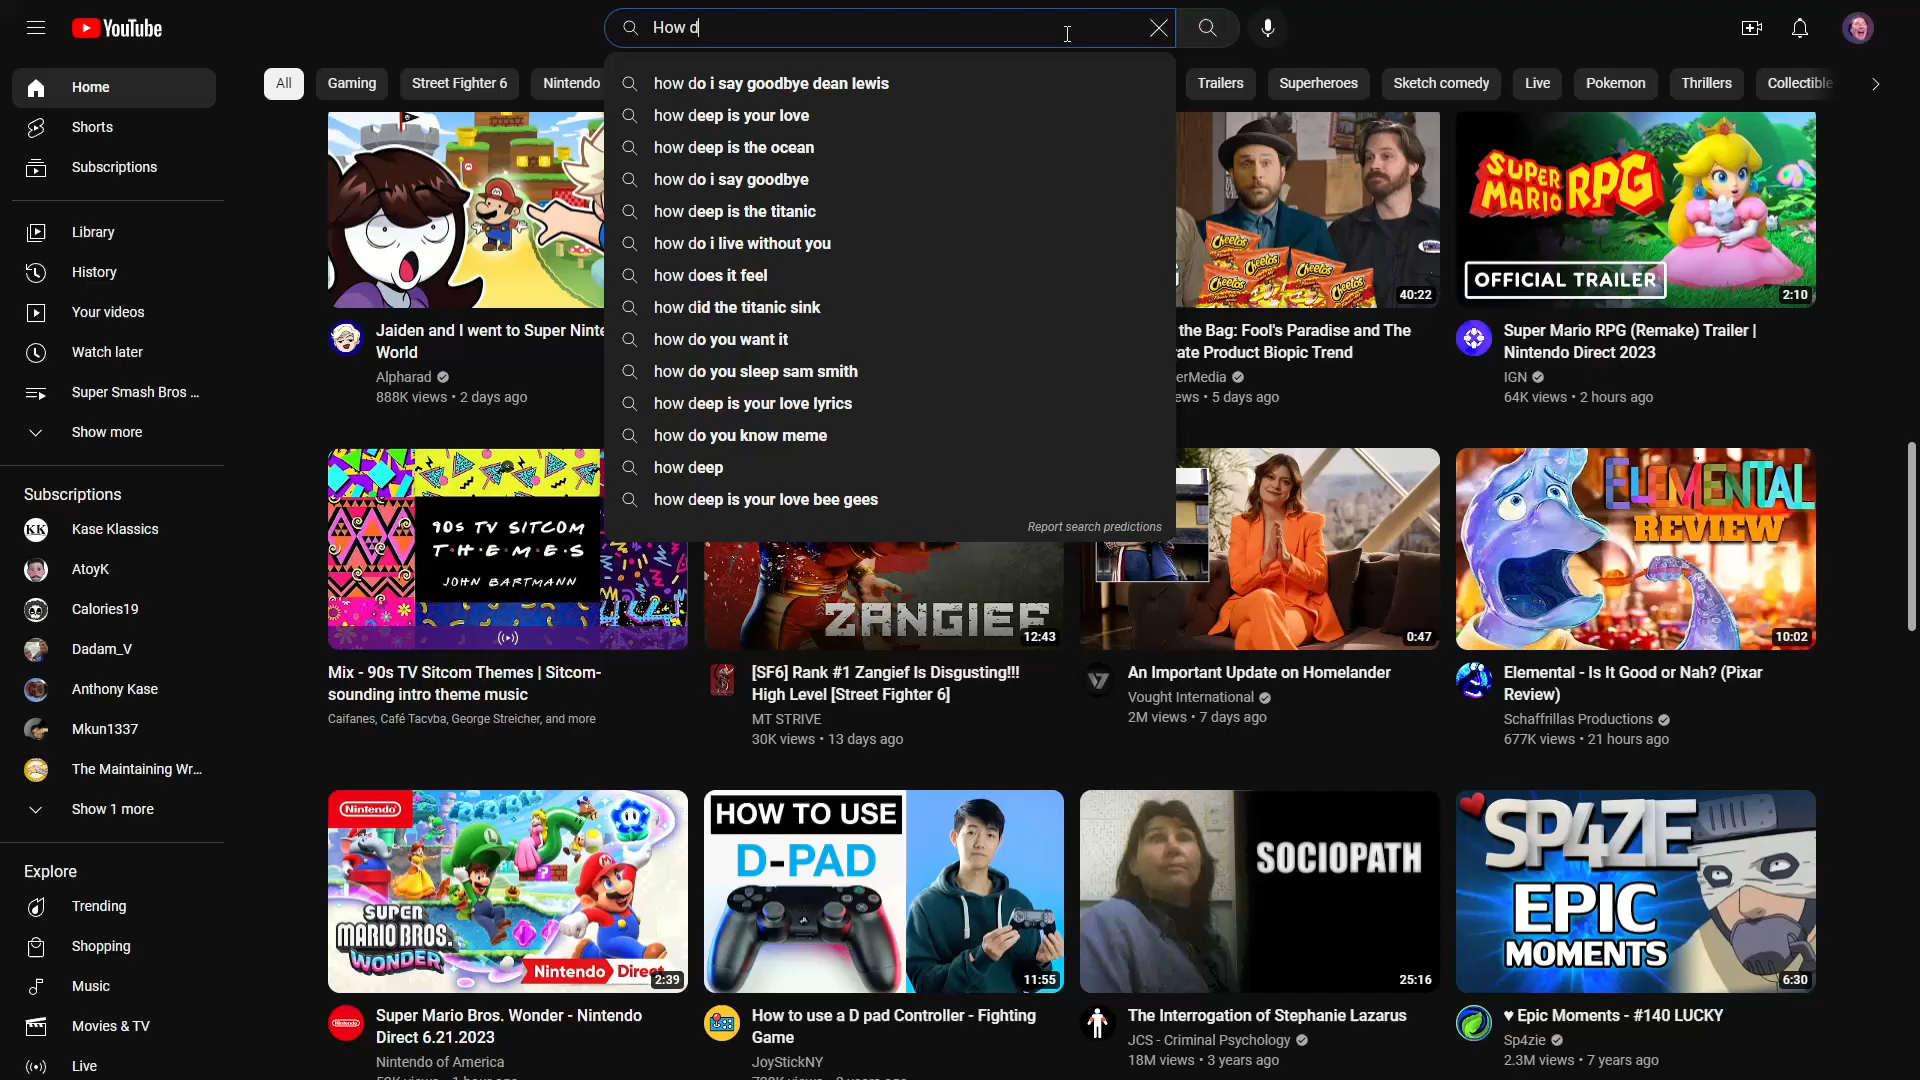 YouTube
How d
Home
Shorts
Subscriptions
Library
History
Your videos
Watch later
Super Smash Bros ...
Show more
Subscriptions
Kase Klassics
AtoyK
Calories19
Dadam_V
Anthony Kase
Mkun1337
The Maintaining Wr...
Show 1 more
Explore
Trending
Shopping
Music
Movies & TV
Live
All
Gaming
Street Fighter 6
Nintendo
Trailers
Superheroes
Sketch comedy
Live
Pokemon
Thrillers
Collectible
how do i say goodbye dean lewis
how deep is your love
how deep is the ocean
how do i say goodbye
how deep is the titanic
how do i live without you
how does it feel
how did the titanic sink
how do you want it
how do you sleep sam smith
how deep is your love lyrics
how do you know meme
how deep
how deep is your love bee gees
Report search predictions
Jaiden and I went to Super Ninte
World
Alpharad
888K views • 2 days ago
Cheetos
Cheetos
Cheetos
Cheetos
40:22
the Bag: Fool's Paradise and The
rate Product Biopic Trend
erMedia
ews • 5 days ago
SUPER
MARIO RPG
OFFICIAL TRAILER
2:10
Super Mario RPG (Remake) Trailer |
Nintendo Direct 2023
IGN
64K views • 2 hours ago
90s TV SITCOM
T·H·E·M·E·S
JOHN BARTMANN
Mix - 90s TV Sitcom Themes | Sitcom-
sounding intro theme music
Caifanes, Café Tacvba, George Streicher, and more
ZANGIEF
12:43
[SF6] Rank #1 Zangief Is Disgusting!!!
High Level [Street Fighter 6]
MT STRIVE
30K views • 13 days ago
0:47
An Important Update on Homelander
Vought International
2M views • 7 days ago
ELEMENTAL
REVIEW
10:02
Elemental - Is It Good or Nah? (Pixar
Review)
Schaffrillas Productions
677K views • 21 hours ago
Nintendo
SUPER
MARIO BROS.
WONDER
Nintendo Direct
2:39
Super Mario Bros. Wonder - Nintendo
Direct 6.21.2023
Nintendo of America
HOW TO USE
D-PAD
11:55
How to use a D pad Controller - Fighting
Game
JoyStickNY
SOCIOPATH
25:16
The Interrogation of Stephanie Lazarus
JCS - Criminal Psychology
18M views • 3 years ago
SP4ZIE
EPIC
MOMENTS
6:30
♥ Epic Moments - #140 LUCKY
Sp4zie
2.3M views • 7 years ago